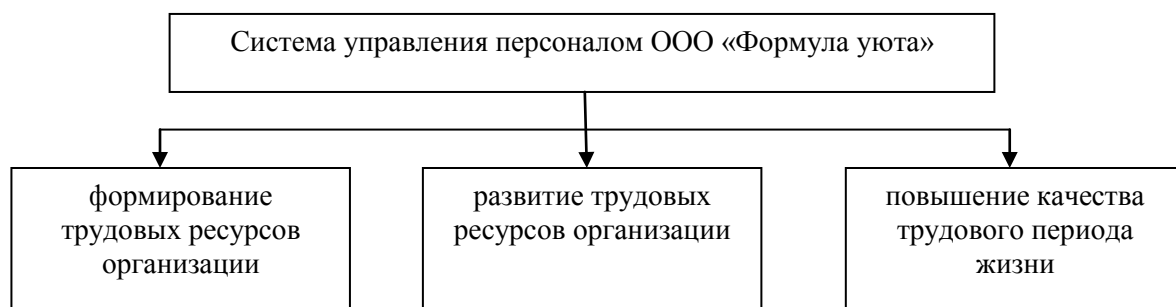 Система управления персоналом ООО «Формула уюта»
формирование
трудовых ресурсов
организации
развитие трудовых
ресурсов организации
повышение качества
трудового периода
жизни